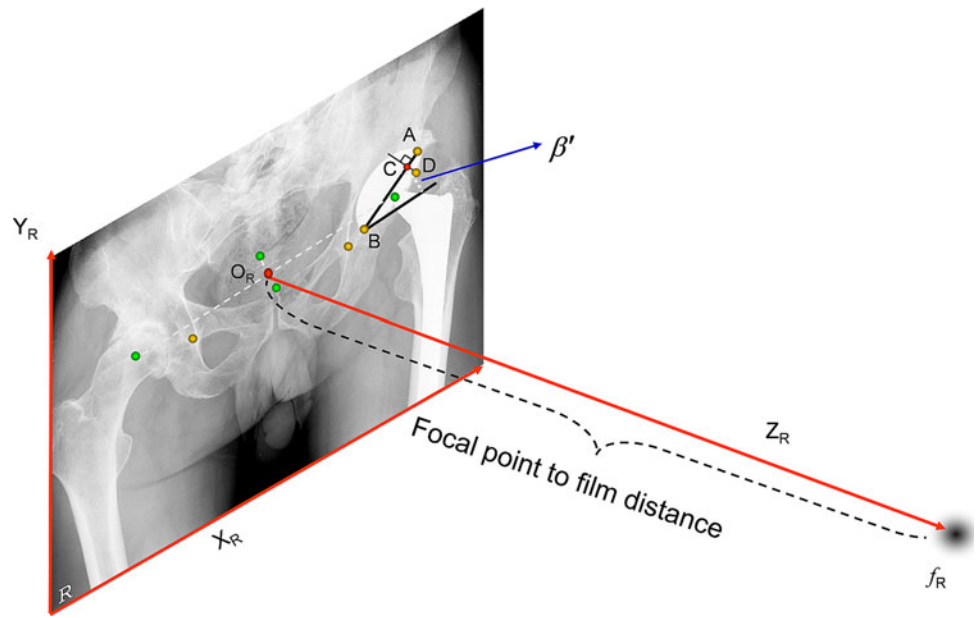 A
β'
C
D
Y_R
B
O_R
Z_R
Focal point to film distance
X_R
f_R
R